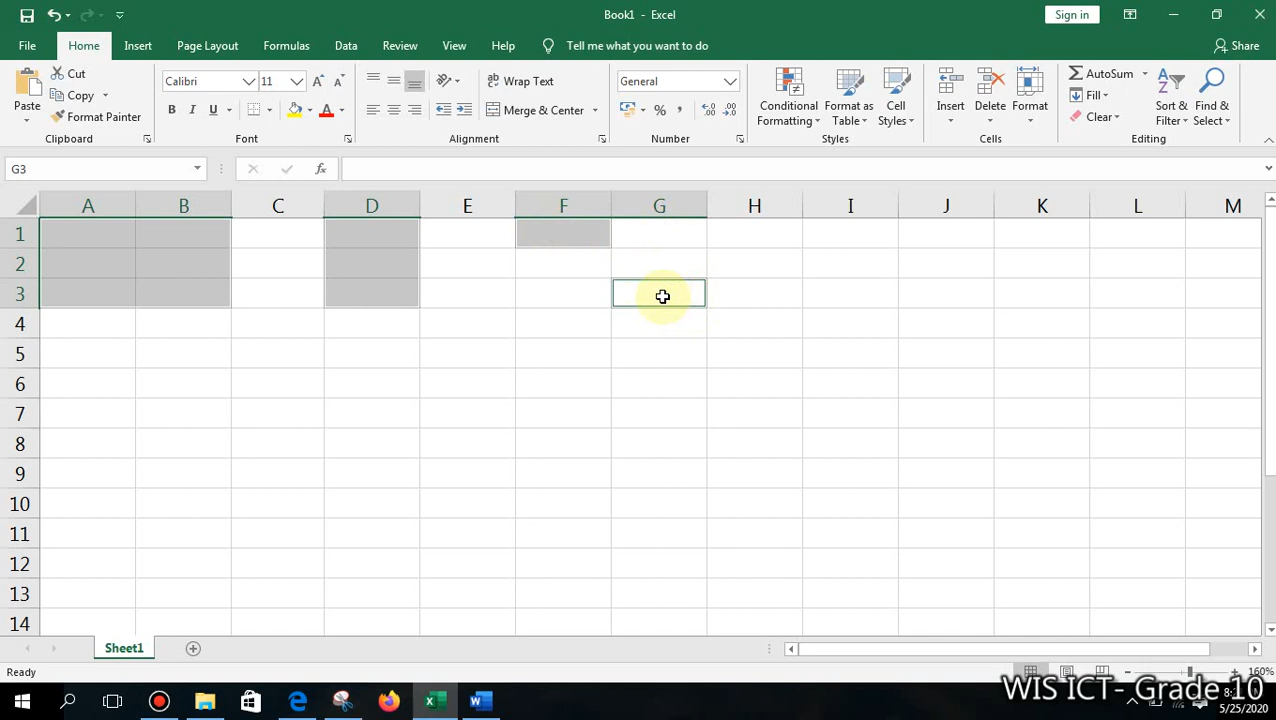 Book1 - Excel
Sign in
File Home Insert Page Layout Formulas Data Review View Help Tell me what you want to do Share
Paste
Cut
Copy
Format Painter
Clipboard
Calibri 11
B I U
Font
Wrap Text
Merge & Center
Alignment
General
Number
Conditional Formatting
Format as Table
Cell Styles
Styles
Insert
Delete
Format
Cells
AutoSum
Fill
Clear
Sort & Filter
Find & Select
Editing
G3
fx
A B C D E F G H I J K L M
1
2
3
4
5
6
7
8
9
10
11
12
13
14
Sheet1
Ready
160%
WIS ICT- Grade 10
5/25/2020